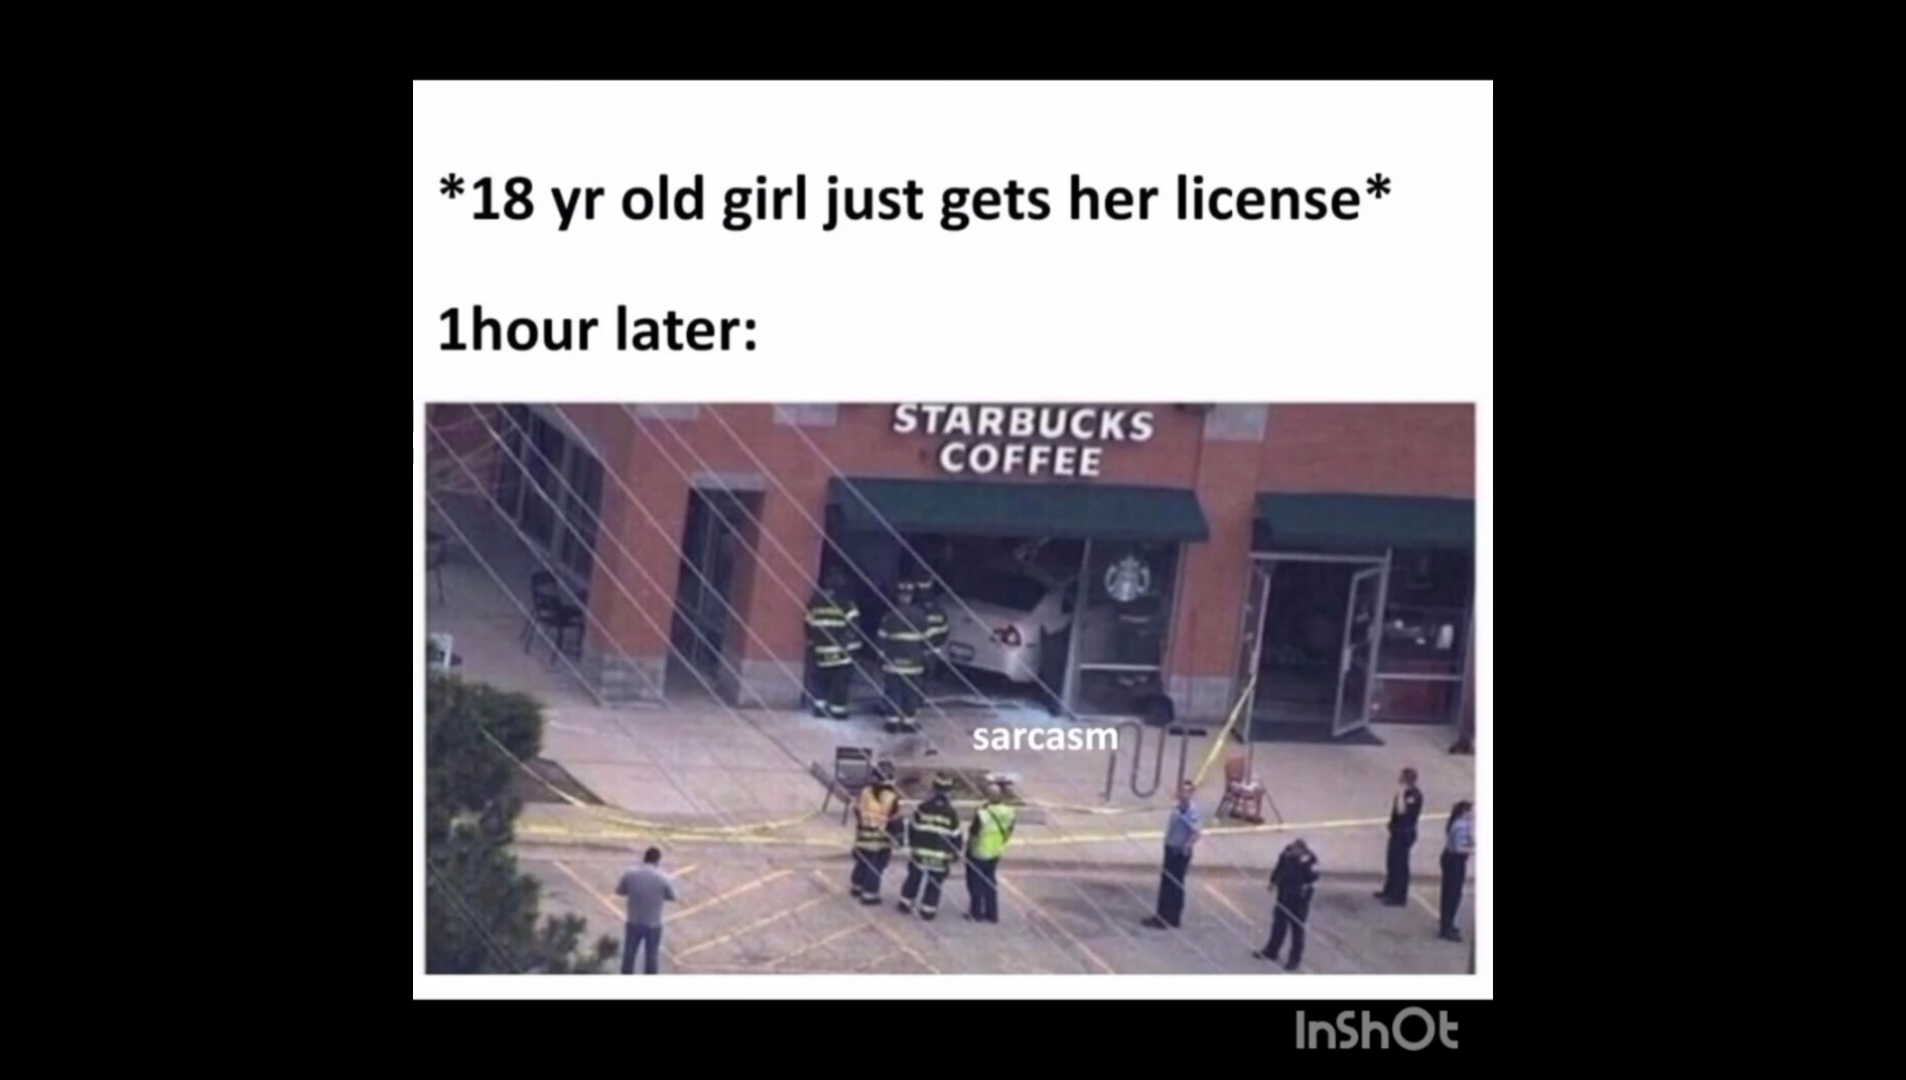 *18 yr old girl just gets her license*
1hour later:
STARBUCKS
COFFEE
sarcasm
InShOt